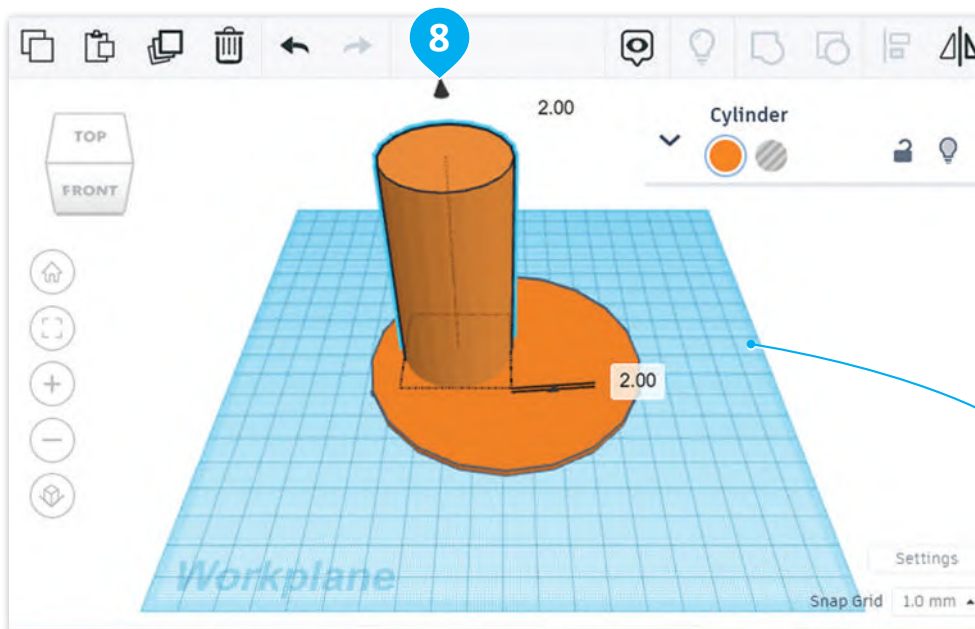 8
2.00
Cylinder
TOP
FRONT
2.00
Workplane
Settings
Snap Grid 1.0 mm